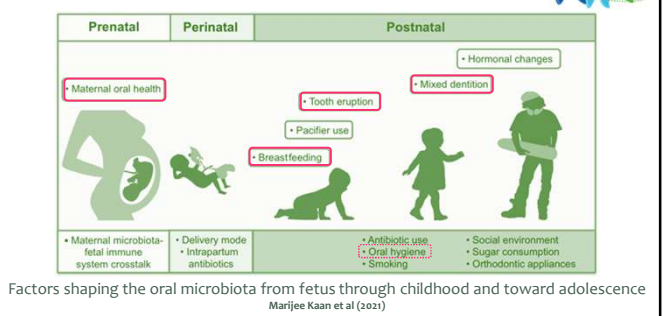 Prenatal
Perinatal
Postnatal
• Hormonal changes
• Maternal oral health
• Mixed dentition
• Tooth eruption
• Pacifier use
• Breastfeeding
• Maternal microbiota-
fetal immune
system crosstalk
• Delivery mode
• Intrapartum
antibiotics
• Antibiotic use
• Oral hygiene
• Smoking
• Social environment
• Sugar consumption
• Orthodontic appliances
Factors shaping the oral microbiota from fetus through childhood and toward adolescence
Marijee Kaan et al (2021)